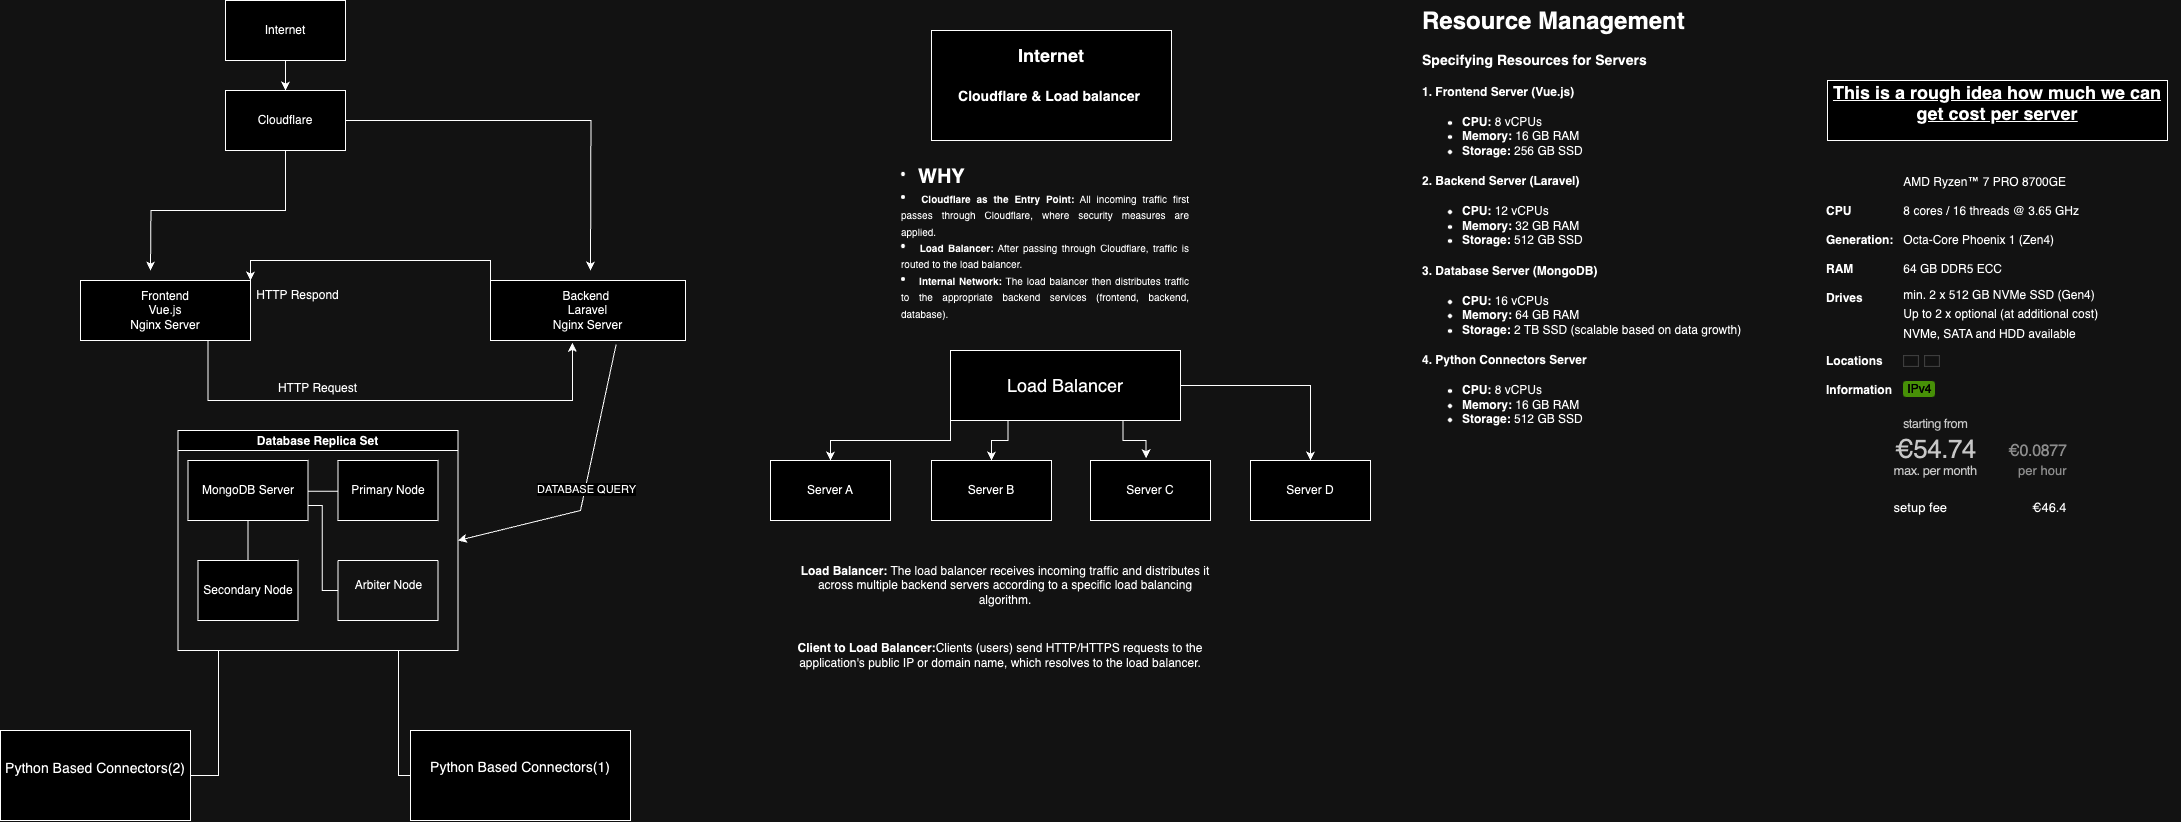 Internet
Cloudflare
Frontend
Vue.js
Nginx Server
HTTP Respond
Backend
Laravel
Nginx Server
HTTP Request
Database Replica Set
MongoDB Server
Primary Node
Secondary Node
Arbiter Node
DATABASE QUERY
Python Based Connectors(2)
Python Based Connectors(1)
Internet
Cloudflare & Load balancer
• WHY
• Cloudflare as the Entry Point: All incoming traffic first
passes through Cloudflare, where security measures are
applied.
• Load Balancer: After passing through Cloudflare, traffic is
routed to the load balancer.
• Internal Network: The load balancer then distributes traffic
to the appropriate backend services (frontend, backend,
database).
Load Balancer
Server A
Server B
Server C
Server D
Load Balancer: The load balancer receives incoming traffic and distributes it
across multiple backend servers according to a specific load balancing
algorithm.
Client to Load Balancer:Clients (users) send HTTP/HTTPS requests to the
application's public IP or domain name, which resolves to the load balancer.
Resource Management
Specifying Resources for Servers
1. Frontend Server (Vue.js)
• CPU: 8 vCPUs
• Memory: 16 GB RAM
• Storage: 256 GB SSD
2. Backend Server (Laravel)
• CPU: 12 vCPUs
• Memory: 32 GB RAM
• Storage: 512 GB SSD
3. Database Server (MongoDB)
• CPU: 16 vCPUs
• Memory: 64 GB RAM
• Storage: 2 TB SSD (scalable based on data growth)
4. Python Connectors Server
• CPU: 8 vCPUs
• Memory: 16 GB RAM
• Storage: 512 GB SSD
This is a rough idea how much we can
get cost per server
AMD Ryzen™ 7 PRO 8700GE
CPU 8 cores / 16 threads @ 3.65 GHz
Generation: Octa-Core Phoenix 1 (Zen4)
RAM 64 GB DDR5 ECC
Drives min. 2 x 512 GB NVMe SSD (Gen4)
Up to 2 x optional (at additional cost)
NVMe, SATA and HDD available
Locations
Information IPv4
starting from
€54.74 €0.0877
max. per month per hour
setup fee €46.4